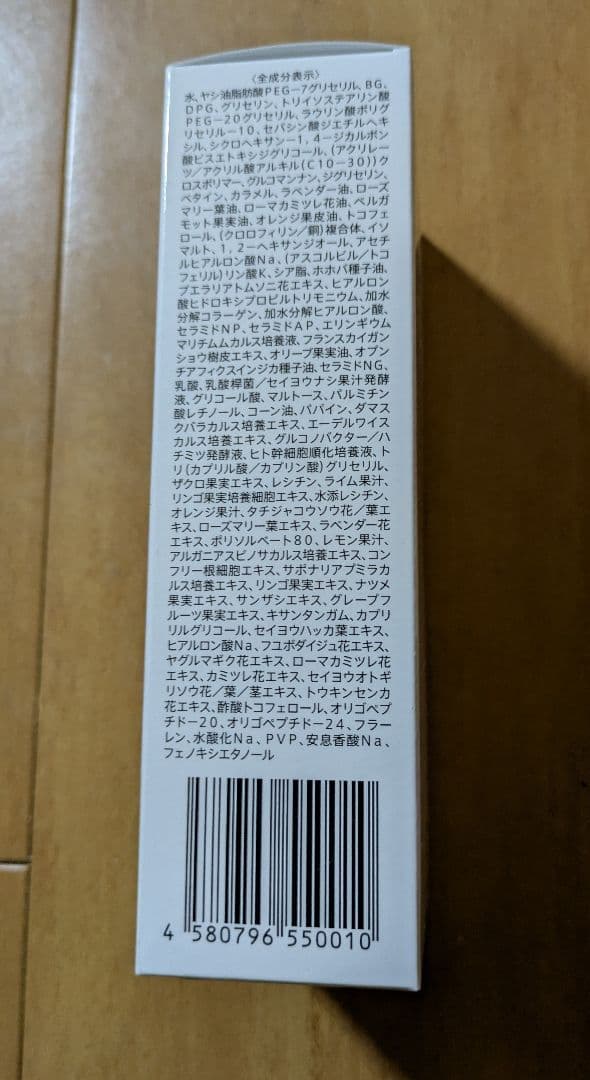 〈全成分表示〉
水、ヤシ油脂肪酸PEG－7グリセリル、BG、
DPG、グリセリン、トリイソステアリン酸
PEG－20グリセリル、ラウリン酸ポリグ
リセリル－10、セバシン酸ジエチルヘキ
シル、シクロヘキサン－1，4－ジカルボン
酸ビスエトキシジグリコール、（アクリレー
ツ／アクリル酸アルキル（C10－30））ク
ロスポリマー、グルコマンナン、ジグリセリン、
ベタイン、カラメル、ラベンダー油、ローズ
マリー葉油、ローマカミツレ花油、ベルガ
モット果実油、オレンジ果皮油、トコフェ
ロール、（クロロフィリン／銅）複合体、イソ
マルト、1，2－ヘキサンジオール、アセチ
ルヒアルロン酸Na、（アスコルビル／トコ
フェリル）リン酸K、シア脂、ホホバ種子油、
プエラリアトムソニ花エキス、ヒアルロン
酸ヒドロキシプロピルトリモニウム、加水
分解コラーゲン、加水分解ヒアルロン酸、
セラミドNP、セラミドAP、エリンギウム
マリチムムカルス培養液、フランスカイガン
ショウ樹皮エキス、オリーブ果実油、オプン
チアフィクスインジカ種子油、セラミドNG、
乳酸、乳酸桿菌／セイヨウナシ果汁発酵
液、グリコール酸、マルトース、パルミチン
酸レチノール、コーン油、パパイン、ダマス
クバラカルス培養エキス、エーデルワイス
カルス培養エキス、グルコノバクター／ハ
チミツ発酵液、ヒト幹細胞順化培養液、ト
リ（カプリル酸／カプリン酸）グリセリル、
ザクロ果実エキス、レシチン、ライム果汁、
リンゴ果実培養細胞エキス、水添レシチン、
オレンジ果汁、タチジャコウソウ花／葉エ
キス、ローズマリー葉エキス、ラベンダー花
エキス、ポリソルベート80、レモン果汁、
アルガニアスピノサカルス培養エキス、コン
フリー根細胞エキス、サポナリアプミラカ
ルス培養エキス、リンゴ果実エキス、ナツメ
果実エキス、サンザシエキス、グレープフ
ルーツ果実エキス、キサンタンガム、カプリ
リルグリコール、セイヨウハッカ葉エキス、
ヒアルロン酸Na、フユボダイジュ花エキス、
ヤグルマギク花エキス、ローマカミツレ花
エキス、カミツレ花エキス、セイヨウオトギ
リソウ花／葉／茎エキス、トウキンセンカ
花エキス、酢酸トコフェロール、オリゴペプ
チド－20、オリゴペプチド－24、フラー
レン、水酸化Na、PVP、安息香酸Na、
フェノキシエタノール
4 580796 550010